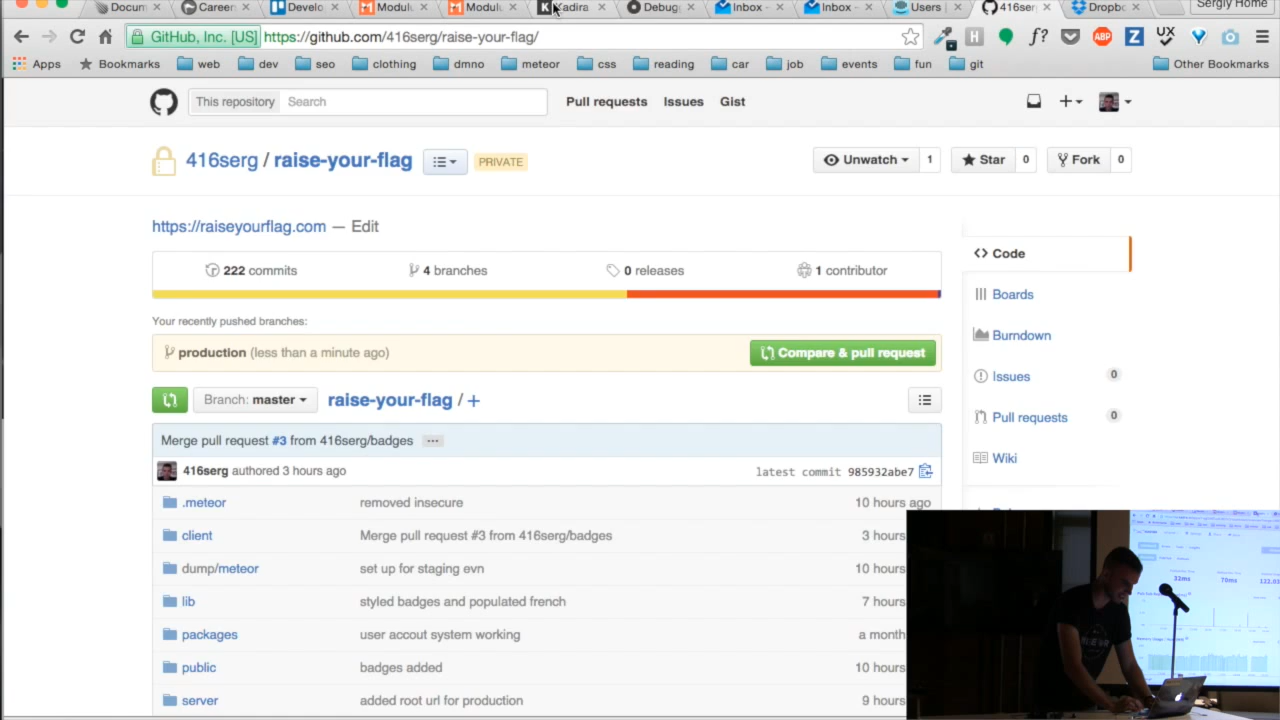 Docum
Careers
Develo
Modul
Modul
Kadira
Debug
Inbox -
Inbox -
Users |
416ser
Dropb
Sergiy Home
GitHub, Inc. [US] https://github.com/416serg/raise-your-flag/
H f? ABP Z UX
Apps Bookmarks web dev seo clothing dmno meteor css reading car job events fun git Other Bookmarks
This repository Search Pull requests Issues Gist
416serg / raise-your-flag PRIVATE Unwatch 1 Star 0 Fork 0
https://raiseyourflag.com — Edit
222 commits 4 branches 0 releases 1 contributor
Your recently pushed branches:
production (less than a minute ago) Compare & pull request
Branch: master raise-your-flag / +
Merge pull request #3 from 416serg/badges ...
416serg authored 3 hours ago latest commit 985932abe7
.meteor removed insecure 10 hours ago
client Merge pull request #3 from 416serg/badges 3 hours
dump/meteor set up for staging evn 10 hours
lib styled badges and populated french 7 hours
packages user accout system working a month
public badges added 10 hours
server added root url for production 9 hours
<> Code
Boards
Burndown
Issues 0
Pull requests 0
Wiki
32ms 70ms